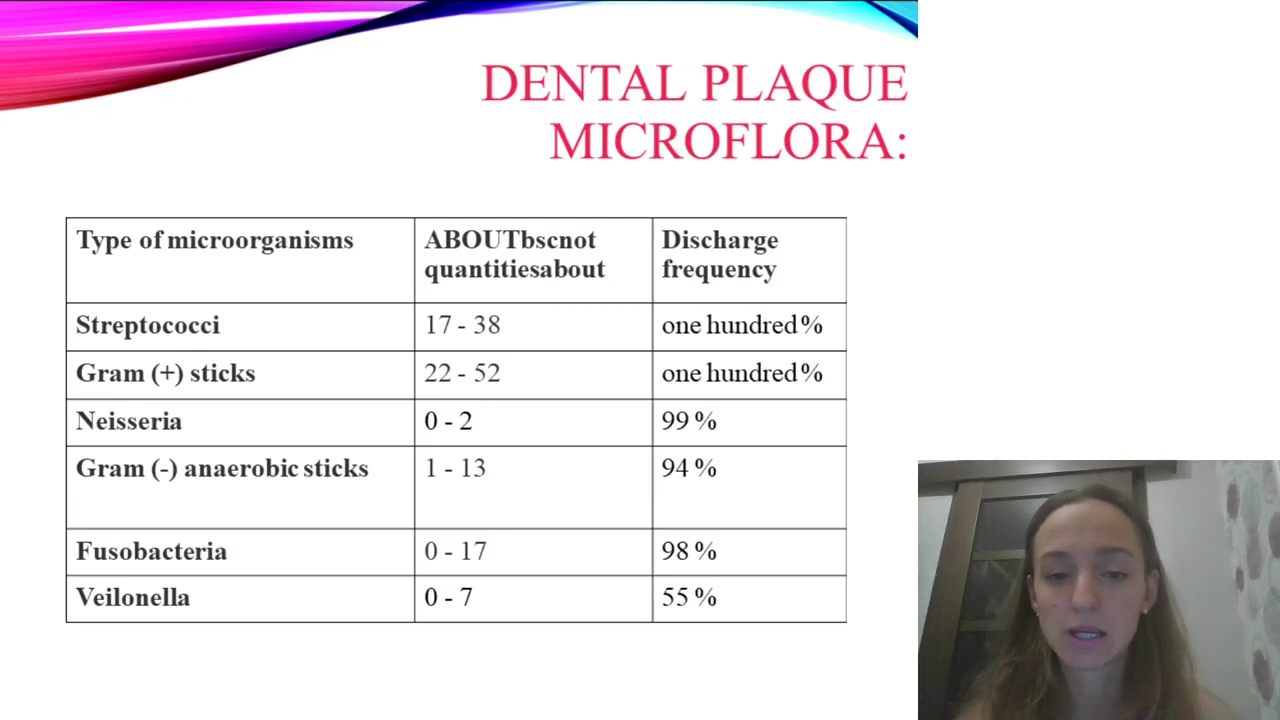 DENTAL PLAQUE
MICROFLORA:
Type of microorganisms
ABOUTbscnot
quantitiesabout
Discharge
frequency
Streptococci
17 - 38
one hundred %
Gram (+) sticks
22 - 52
one hundred %
Neisseria
0 - 2
99 %
Gram (-) anaerobic sticks
1 - 13
94 %
Fusobacteria
0 - 17
98 %
Veilonella
0 - 7
55 %